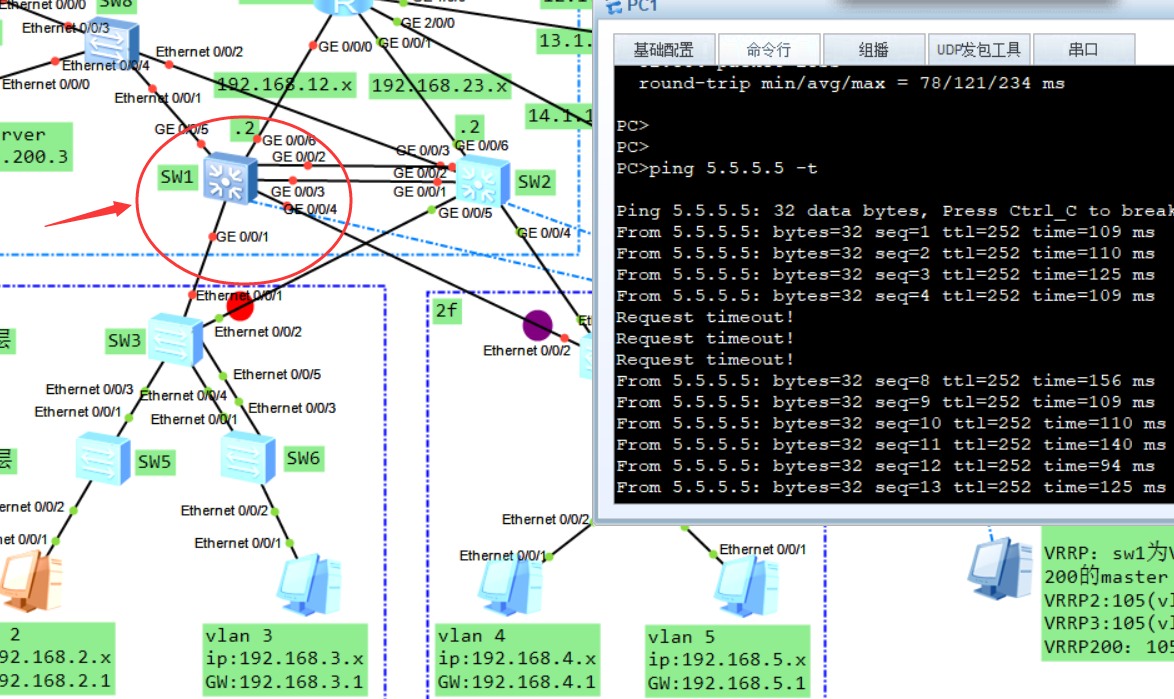 Ethernet 0/0/0
SW8
Ethernet 0/0/3
Ethernet 0/0/2
Ethernet 0/0/4
Ethernet 0/0/0
Ethernet 0/0/1
R
GE 2/0/0
GE 0/0/0
GE 0/0/1
13.1.
192.168.12.x
192.168.23.x
14.1.1
GE 0/0/5
.2
.2
.200.3
GE 0/0/6
GE 0/0/2
GE 0/0/3
GE 0/0/6
SW1
GE 0/0/2
SW2
GE 0/0/3
GE 0/0/1
GE 0/0/4
GE 0/0/5
GE 0/0/1
GE 0/0/4
Ethernet 0/0/1
2f
SW3
Ethernet 0/0/2
Ethernet 0/0/2
层
Ethernet 0/0/5
Ethernet 0/0/3
Ethernet 0/0/4
Ethernet 0/0/1
Ethernet 0/0/3
Ethernet 0/0/1
层
SW5
SW6
Ethernet 0/0/2
Ethernet 0/0/2
Ethernet 0/0/2
Ethernet 0/0/1
Ethernet 0/0/1
Ethernet 0/0/1
2
92.168.2.x
92.168.2.1
vlan 3
ip:192.168.3.x
GW:192.168.3.1
vlan 4
ip:192.168.4.x
GW:192.168.4.1
vlan 5
ip:192.168.5.x
GW:192.168.5.1
VRRP: sw1为V
200的master
VRRP2:105(vl
VRRP3:105(vl
VRRP200: 105
PC1
基础配置
命令行
组播
UDP发包工具
串口
round-trip min/avg/max = 78/121/234 ms
PC>
PC>
PC>ping 5.5.5.5 -t
Ping 5.5.5.5: 32 data bytes, Press Ctrl_C to break
From 5.5.5.5: bytes=32 seq=1 ttl=252 time=109 ms
From 5.5.5.5: bytes=32 seq=2 ttl=252 time=110 ms
From 5.5.5.5: bytes=32 seq=3 ttl=252 time=125 ms
From 5.5.5.5: bytes=32 seq=4 ttl=252 time=109 ms
Request timeout!
Request timeout!
Request timeout!
From 5.5.5.5: bytes=32 seq=8 ttl=252 time=156 ms
From 5.5.5.5: bytes=32 seq=9 ttl=252 time=109 ms
From 5.5.5.5: bytes=32 seq=10 ttl=252 time=110 ms
From 5.5.5.5: bytes=32 seq=11 ttl=252 time=140 ms
From 5.5.5.5: bytes=32 seq=12 ttl=252 time=94 ms
From 5.5.5.5: bytes=32 seq=13 ttl=252 time=125 ms